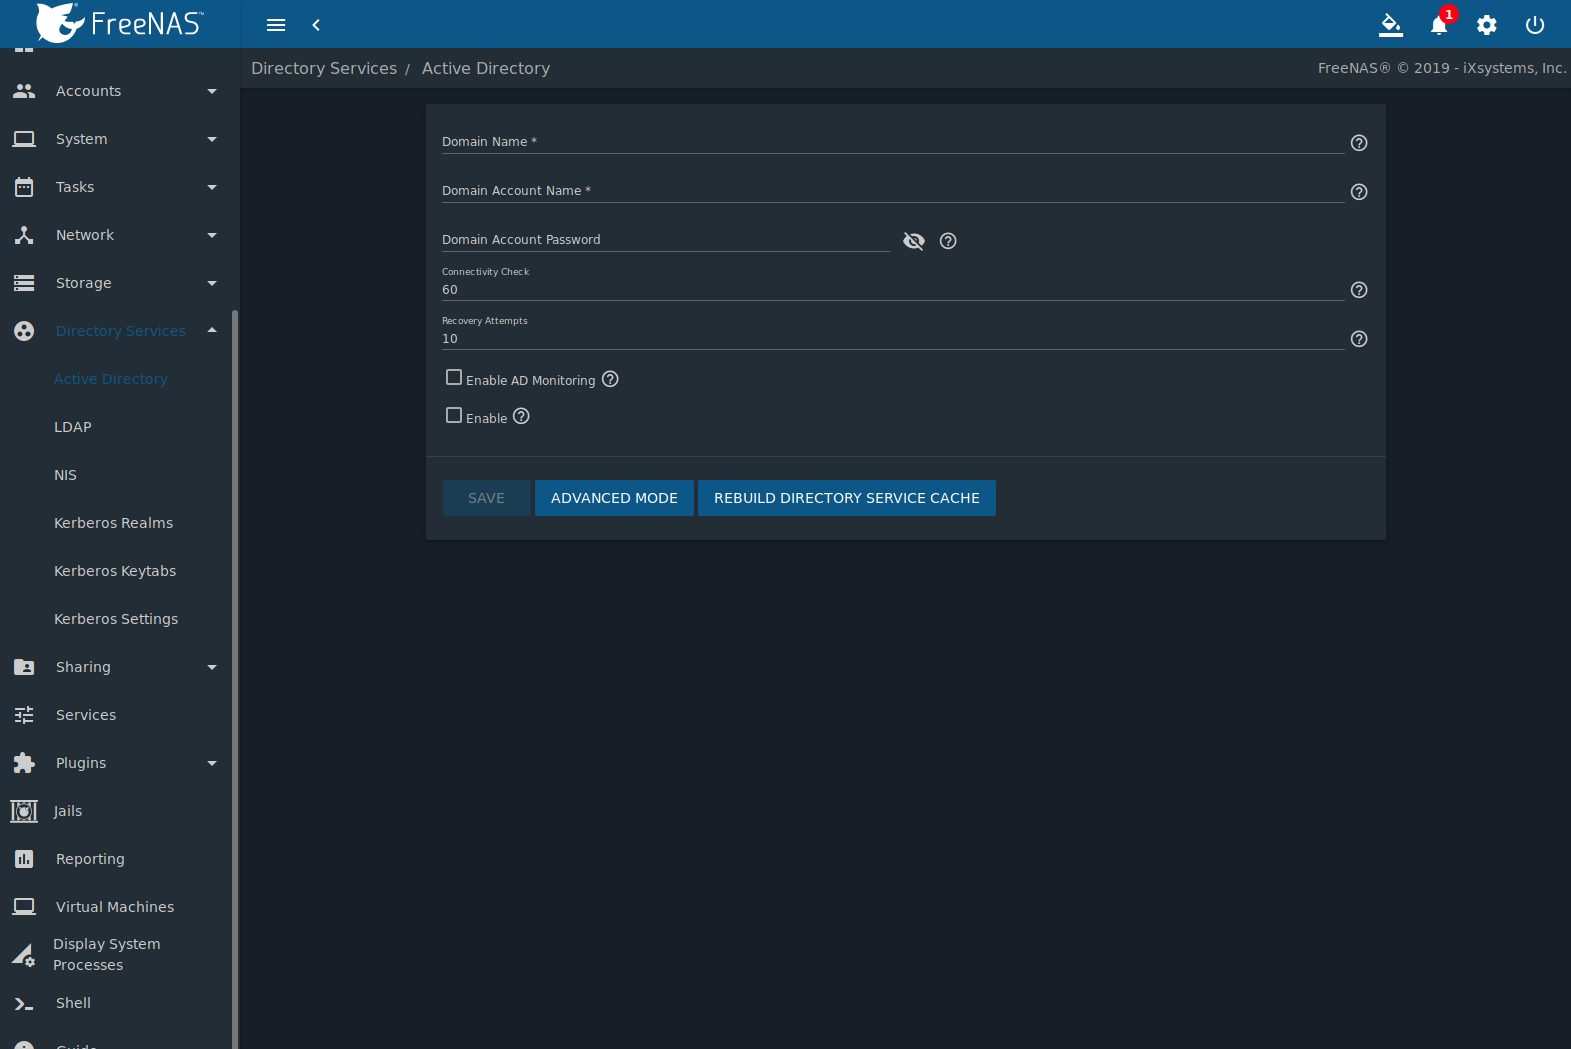 FreeNAS™
1
Directory Services / Active Directory
FreeNAS® © 2019 - iXsystems, Inc.
Accounts
System
Tasks
Network
Storage
Directory Services
Active Directory
LDAP
NIS
Kerberos Realms
Kerberos Keytabs
Kerberos Settings
Sharing
Services
Plugins
Jails
Reporting
Virtual Machines
Display System
Processes
Shell
Guide
Domain Name *
Domain Account Name *
Domain Account Password
Connectivity Check
60
Recovery Attempts
10
Enable AD Monitoring
Enable
SAVE ADVANCED MODE REBUILD DIRECTORY SERVICE CACHE